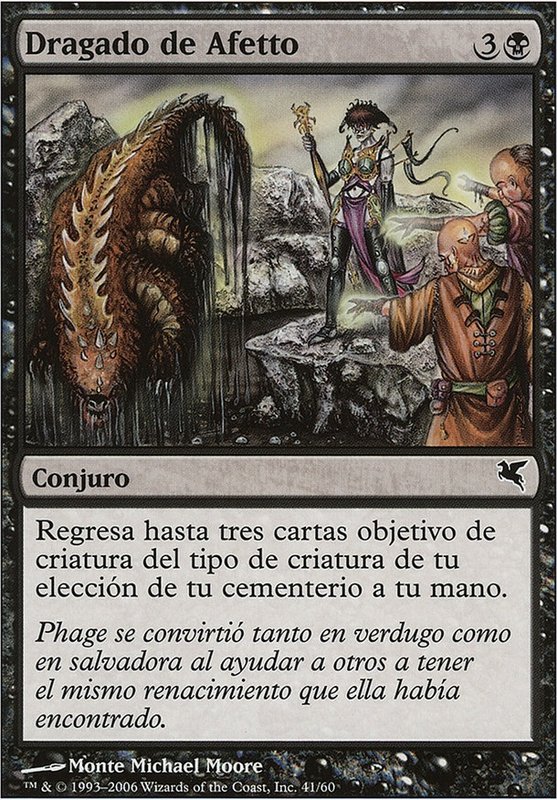 Dragado de Afetto 3
Conjuro
Regresa hasta tres cartas objetivo de
criatura del tipo de criatura de tu
elección de tu cementerio a tu mano.
Phage se convirtió tanto en verdugo como
en salvadora al ayudar a otros a tener
el mismo renacimiento que ella había
encontrado.
Monte Michael Moore
™ & © 1993–2006 Wizards of the Coast, Inc. 41/60